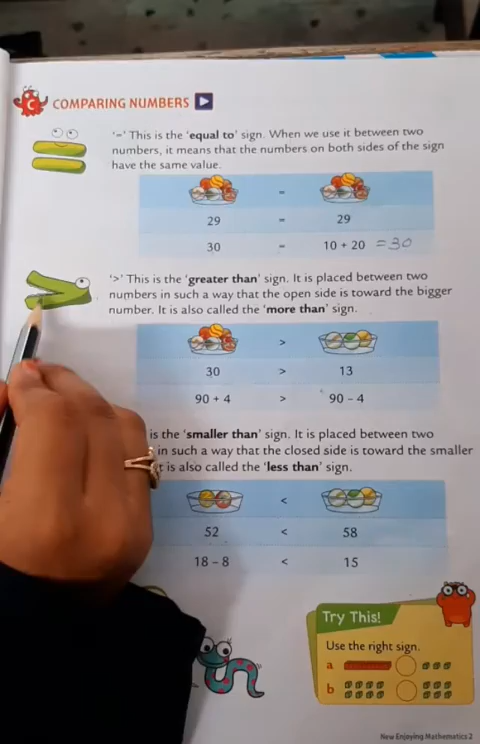 C COMPARING NUMBERS
'=' This is the 'equal to' sign. When we use it between two
numbers, it means that the numbers on both sides of the sign
have the same value.
=
29 = 29
30 = 10 + 20 = 30
'>' This is the 'greater than' sign. It is placed between two
numbers in such a way that the open side is toward the bigger
number. It is also called the 'more than' sign.
>
30 > 13
90 + 4 > 90 – 4
is the 'smaller than' sign. It is placed between two
in such a way that the closed side is toward the smaller
t is also called the 'less than' sign.
<
52 < 58
18 – 8 < 15
Try This!
Use the right sign.
a
b
New Enjoying Mathematics 2